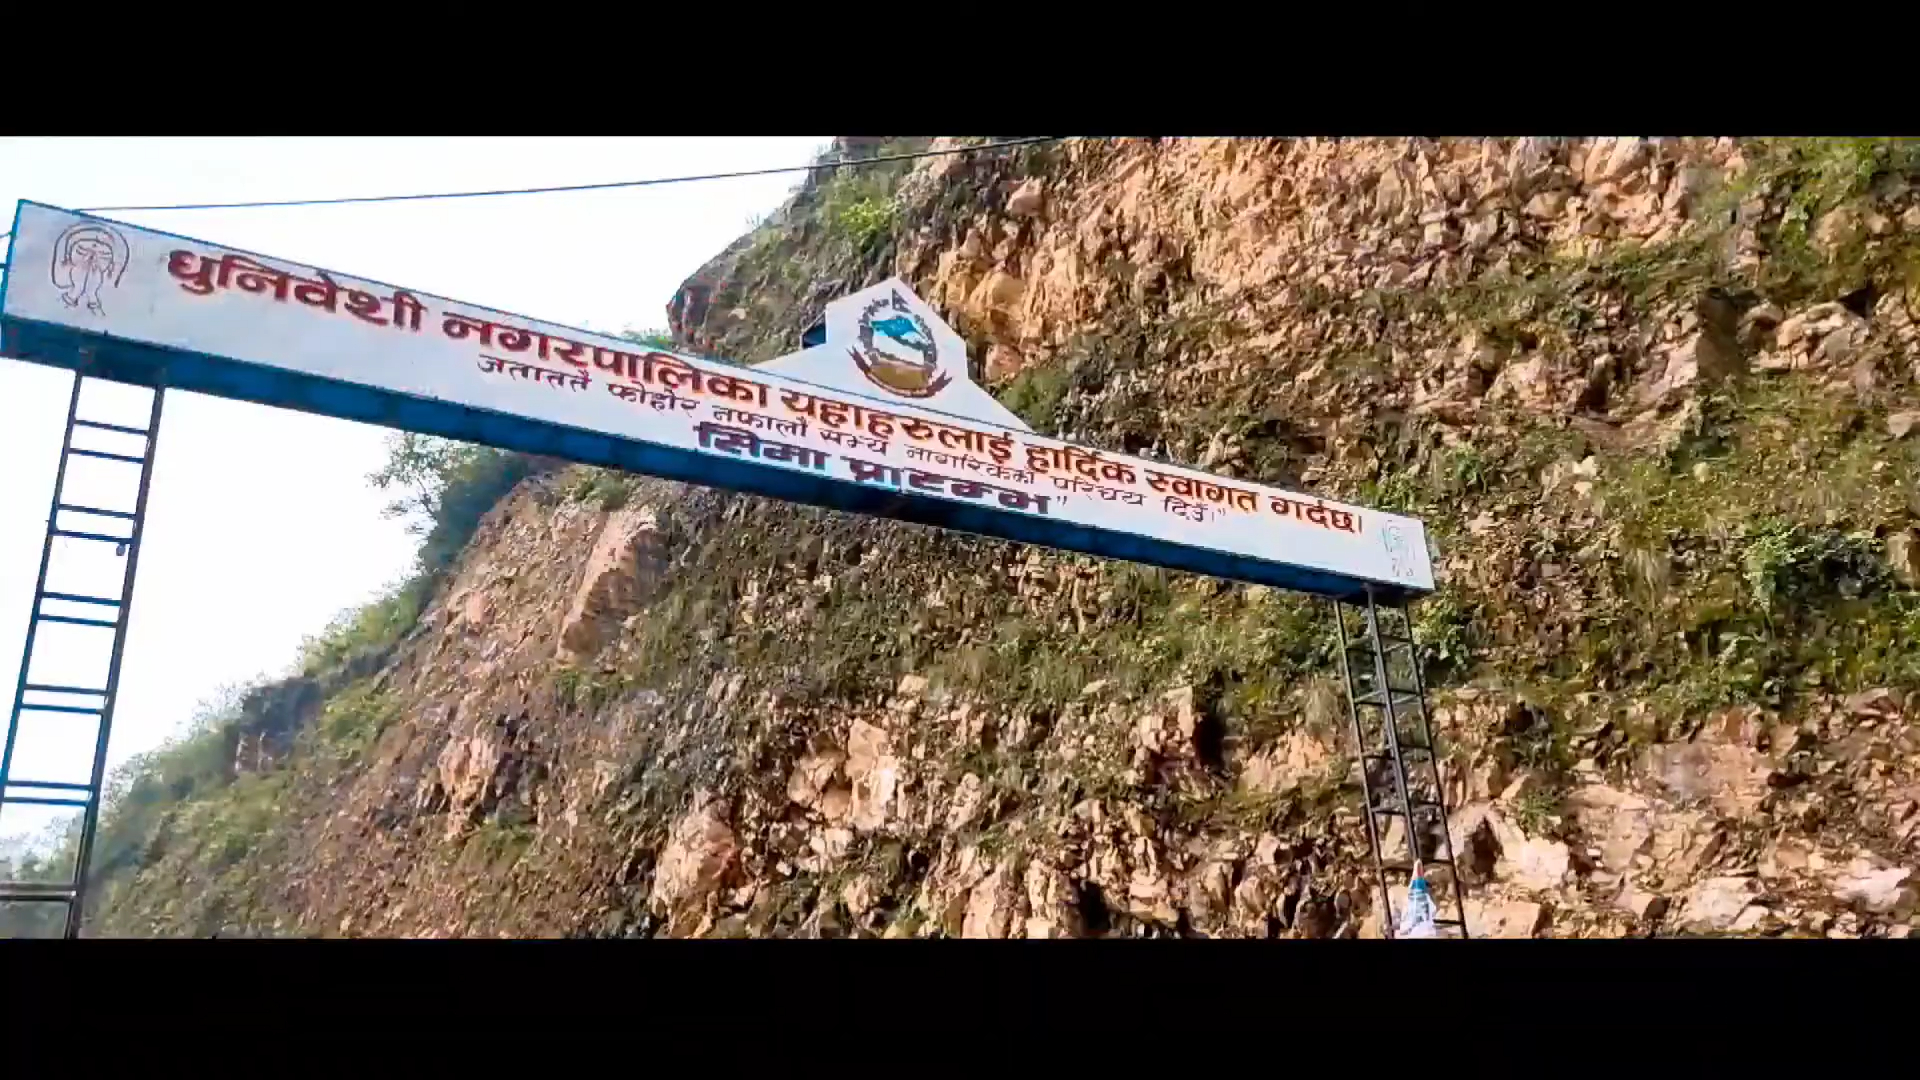 धुनिवेशी नगरपालिका यहाँहरुलाई हार्दिक स्वागत गर्दछ।
जताततै फोहोर नफालौ सभ्य नागरिकको परिचय दिउँ।"
"सिमा प्रारम्भ"